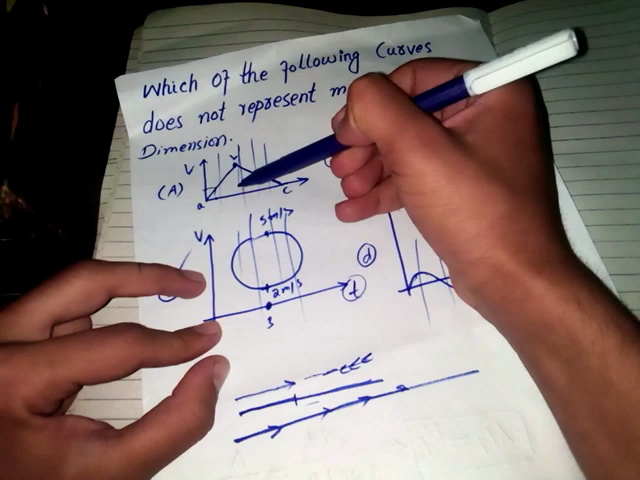 Which Of the following Curves
does not represent
Dimension.
(A) V
a c
V 5m/s
2m/s
(d)
(t)
3